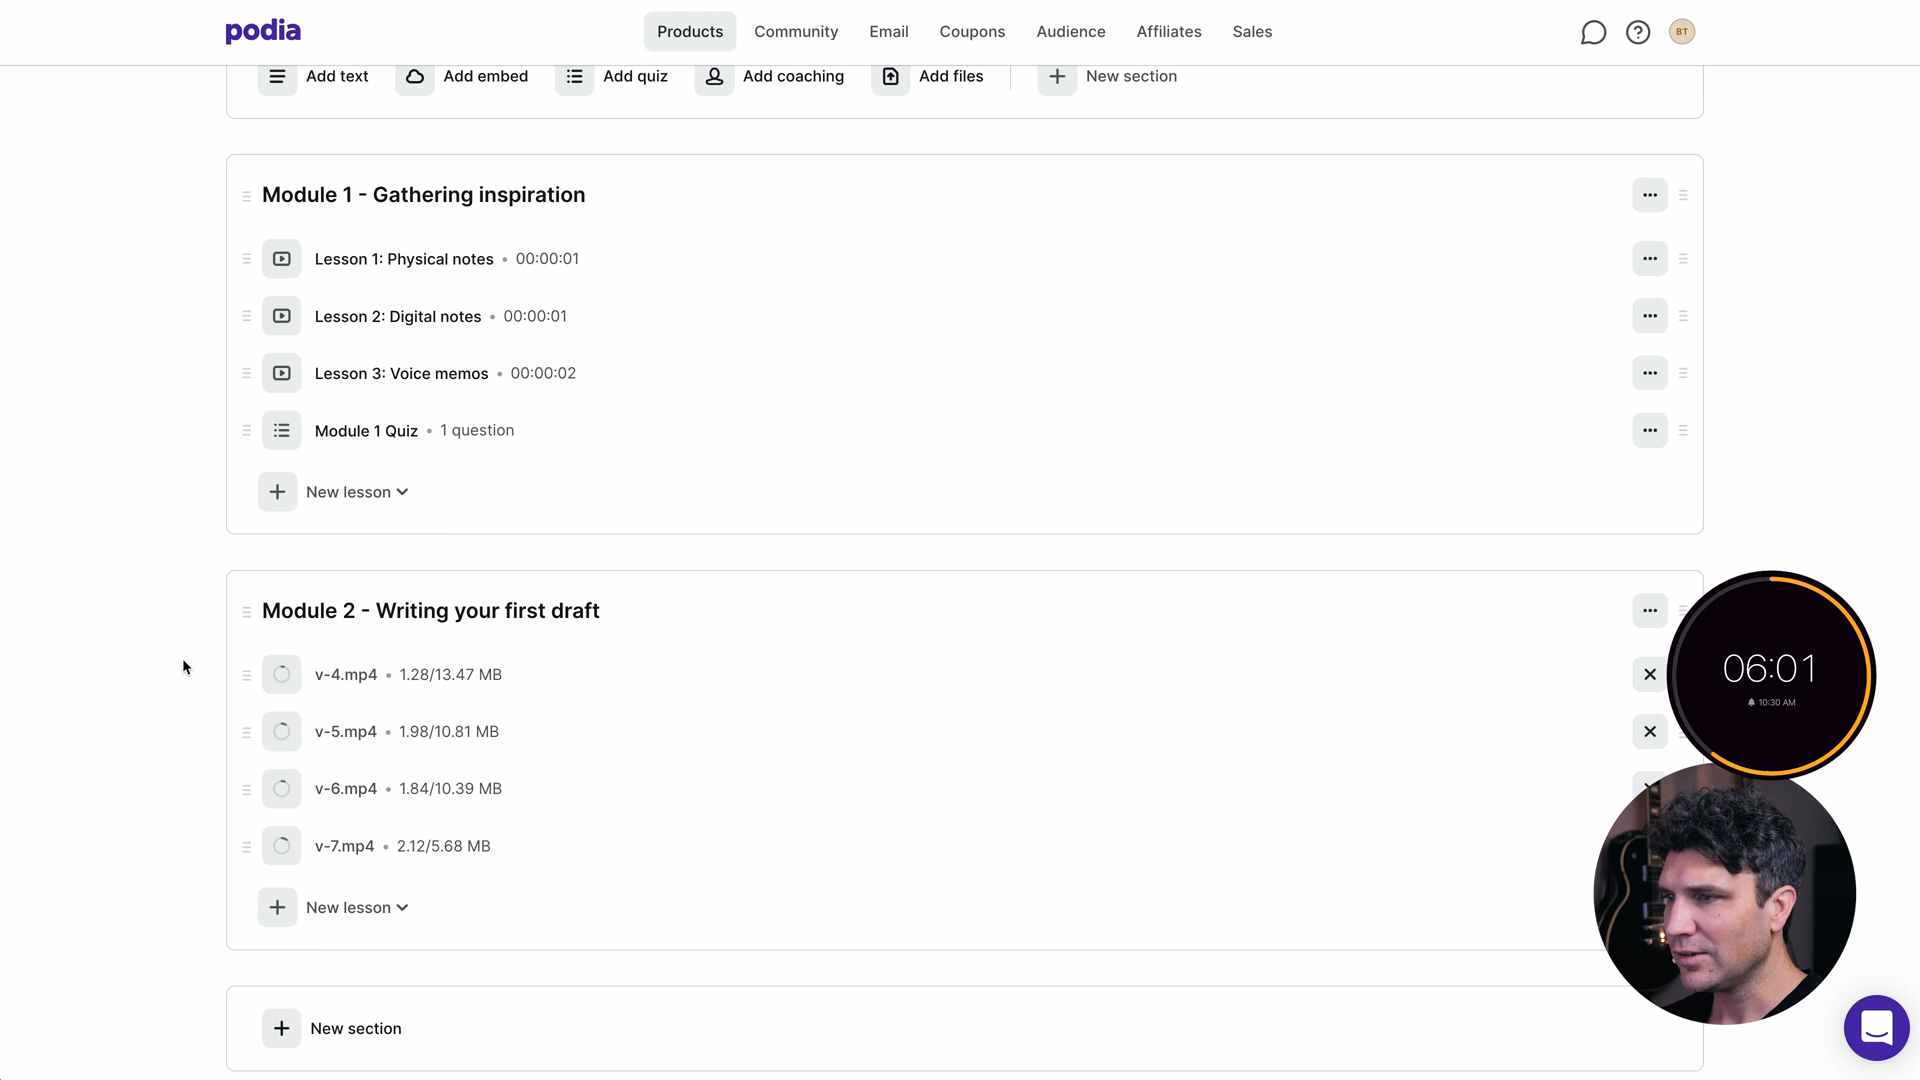 podia
Products
Community
Email
Coupons
Audience
Affiliates
Sales
BT
Add text
Add embed
Add quiz
Add coaching
Add files
New section
Module 1 - Gathering inspiration
Lesson 1: Physical notes • 00:00:01
Lesson 2: Digital notes • 00:00:01
Lesson 3: Voice memos • 00:00:02
Module 1 Quiz • 1 question
New lesson
Module 2 - Writing your first draft
v-4.mp4 • 1.28/13.47 MB
v-5.mp4 • 1.98/10.81 MB
v-6.mp4 • 1.84/10.39 MB
v-7.mp4 • 2.12/5.68 MB
New lesson
New section
06:01
10:30 AM